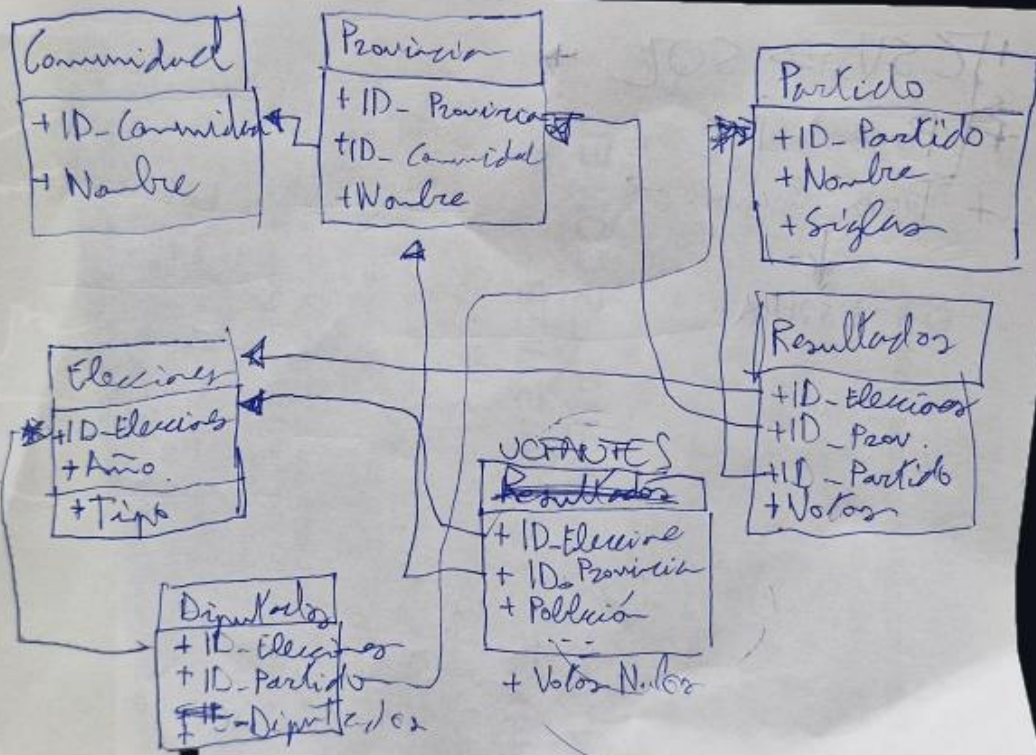 Comunidad
+ ID_Comunidad
+ Nombre
Provincia
+ ID_Provincia
+ ID_Comunidad
+ Nombre
Partido
+ ID_Partido
+ Nombre
+ Siglas
Elecciones
+ ID_Elecciones
+ Año
+ Tipo
Resultados
+ ID_Elecciones
+ ID_Prov.
+ ID_Partido
+ Votos
VOTANTES
Resultados
+ ID_Eleccione
+ ID_Provincia
+ Población
+ Votos Nulos
Diputados
+ ID_Elecciones
+ ID_Partido
+ Diputados